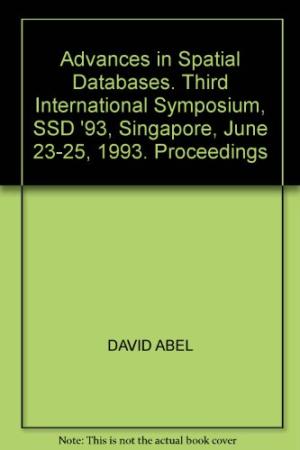 Advances in Spatial
Databases. Third
International Symposium,
SSD '93, Singapore, June
23-25, 1993. Proceedings
DAVID ABEL
Note: This is not the actual book cover